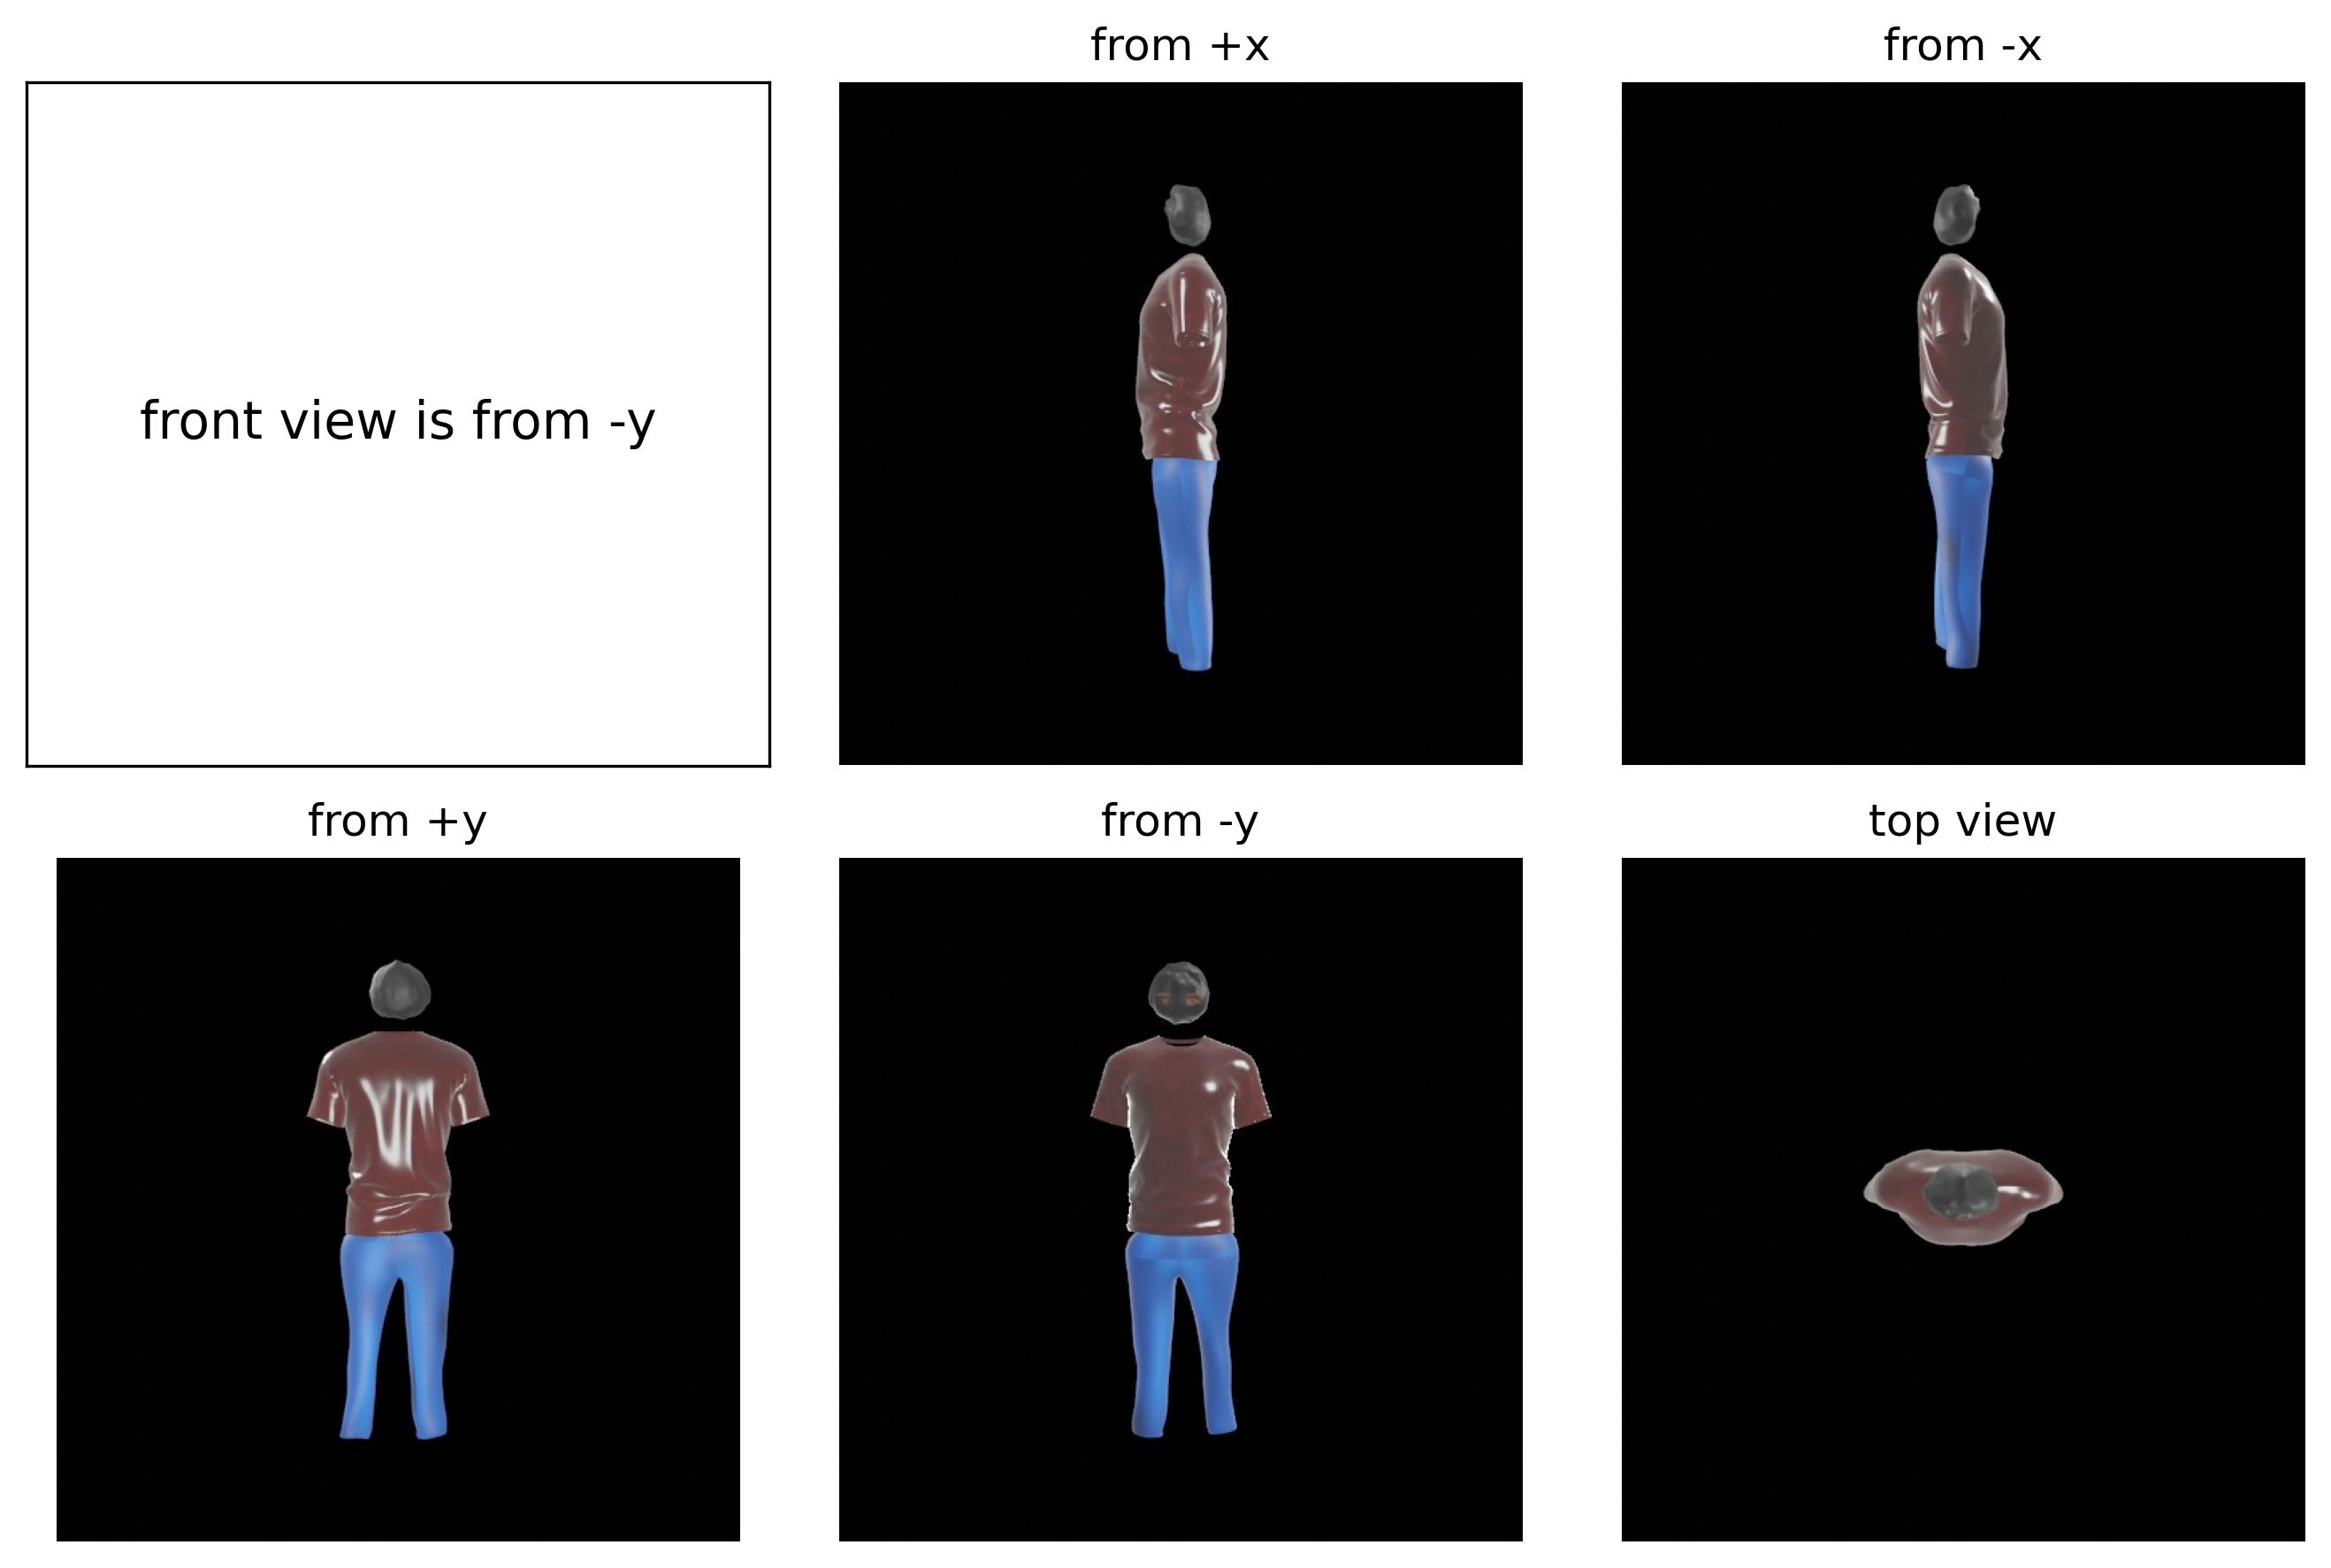 from +x
from -x
front view is from -y
from +y
from -y
top view